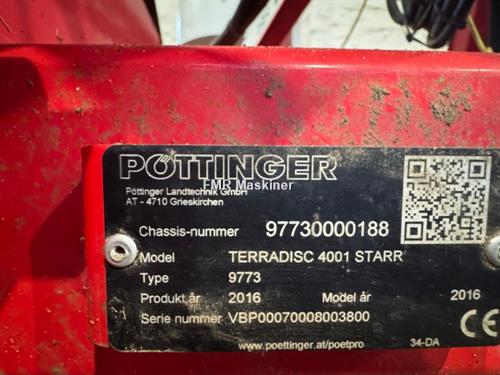 PÖTTINGER
Pöttinger Landtechnik GmbH
FMR Maskiner
AT - 4710 Grieskirchen
Chassis-nummer 97730000188
Model TERRADISC 4001 STARR
Type 9773
Produkt år 2016 Model år 2016
Serie nummer VBP00070008003800
www.poettinger.at/poetpro 34-DA
CE